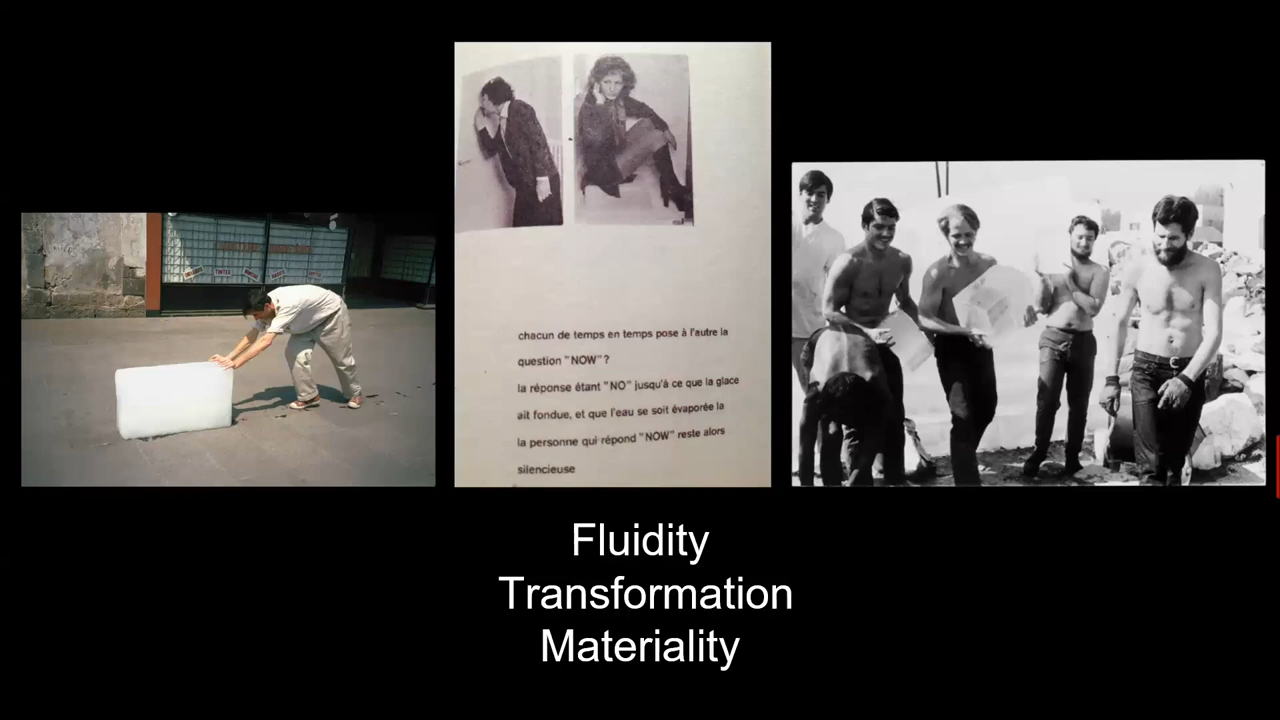 chacun de temps en temps pose à l'autre la
question "NOW"?
la réponse étant "NO" jusqu'à ce que la glace
ait fondue, et que l'eau se soit évaporée la
la personne qui répond "NOW" reste alors
silencieuse
Fluidity
Transformation
Materiality